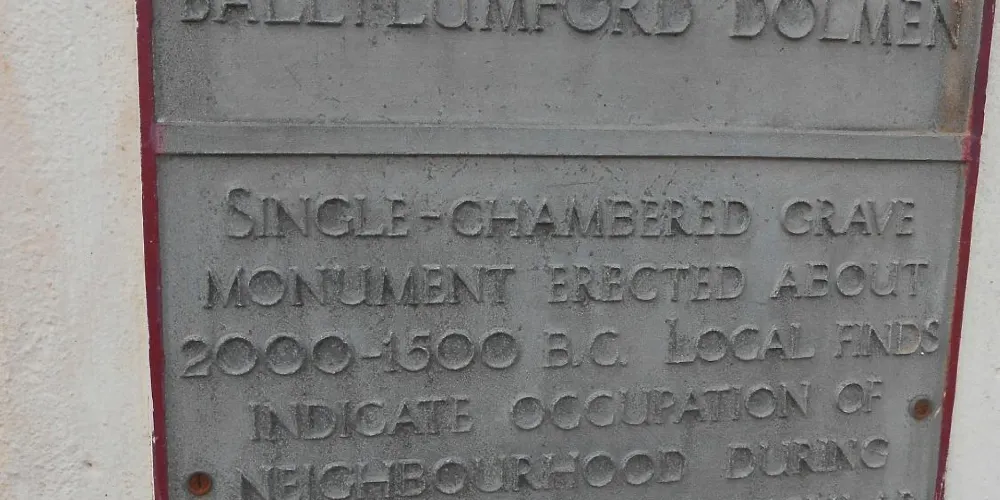 BALLYLUMFORD DOLMEN
SINGLE-CHAMBERED GRAVE
MONUMENT ERECTED ABOUT
2000-1500 B.C. LOCAL FINDS
INDICATE OCCUPATION OF
NEIGHBOURHOOD DURING